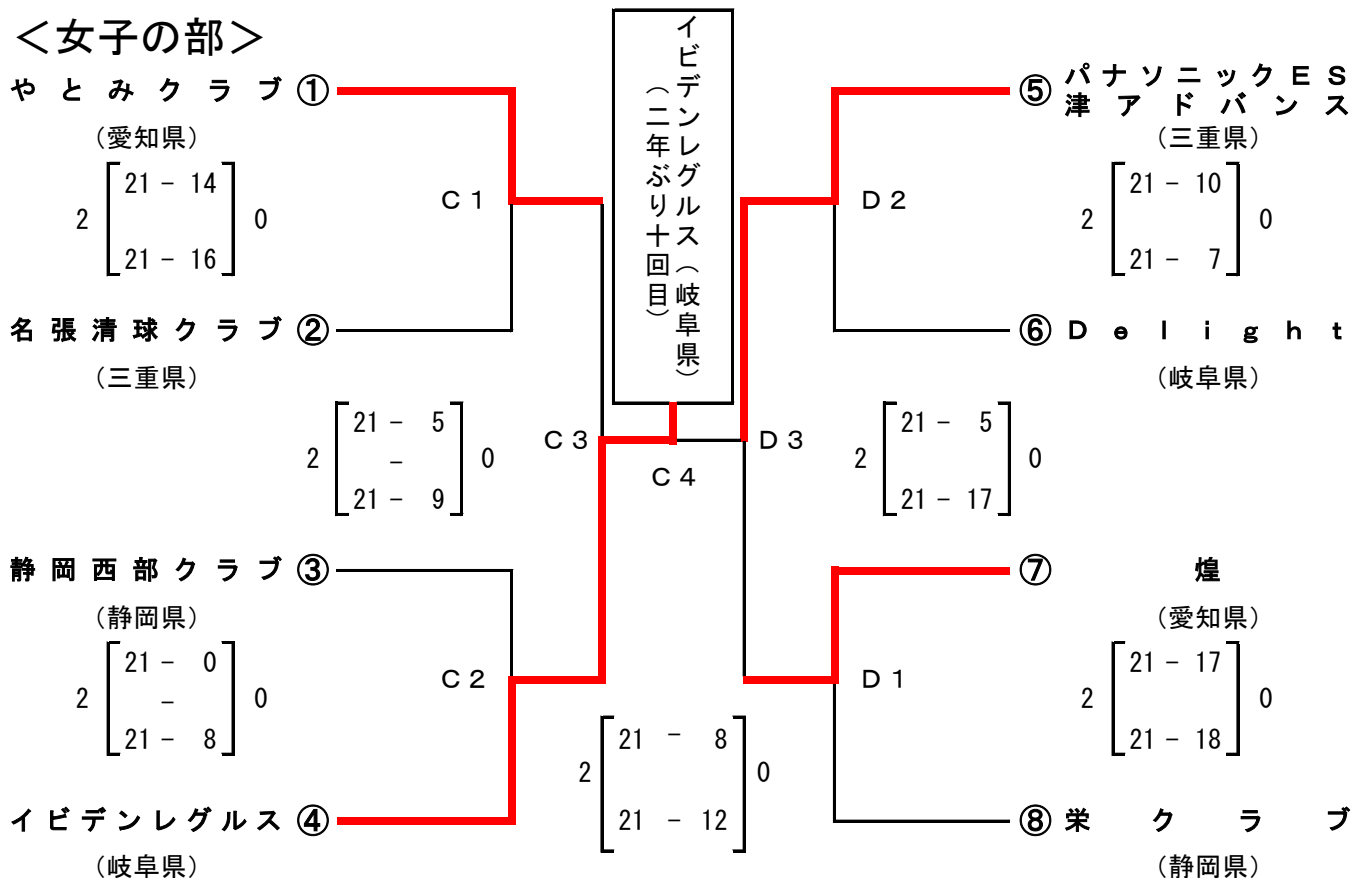 ＜女子の部＞
やとみクラブ ①
（愛知県）
2 [21 － 14
21 － 16] 0
C1
名張清球クラブ ②
（三重県）
2 [21 － 5
－
21 － 9] 0
C3
静岡西部クラブ ③
（静岡県）
2 [21 － 0
－
21 － 8] 0
C2
イビデンレグルス ④
（岐阜県）
イビデンレグルス（岐阜県）
（二年ぶり十回目）
C4
2 [21 － 8
21 － 12] 0
⑤ パナソニックES
津アドバンス
（三重県）
D2
2 [21 － 10
21 － 7] 0
⑥ Delight
（岐阜県）
D3
2 [21 － 5
21 － 17] 0
⑦ 煌
（愛知県）
D1
2 [21 － 17
21 － 18] 0
⑧ 栄クラブ
（静岡県）